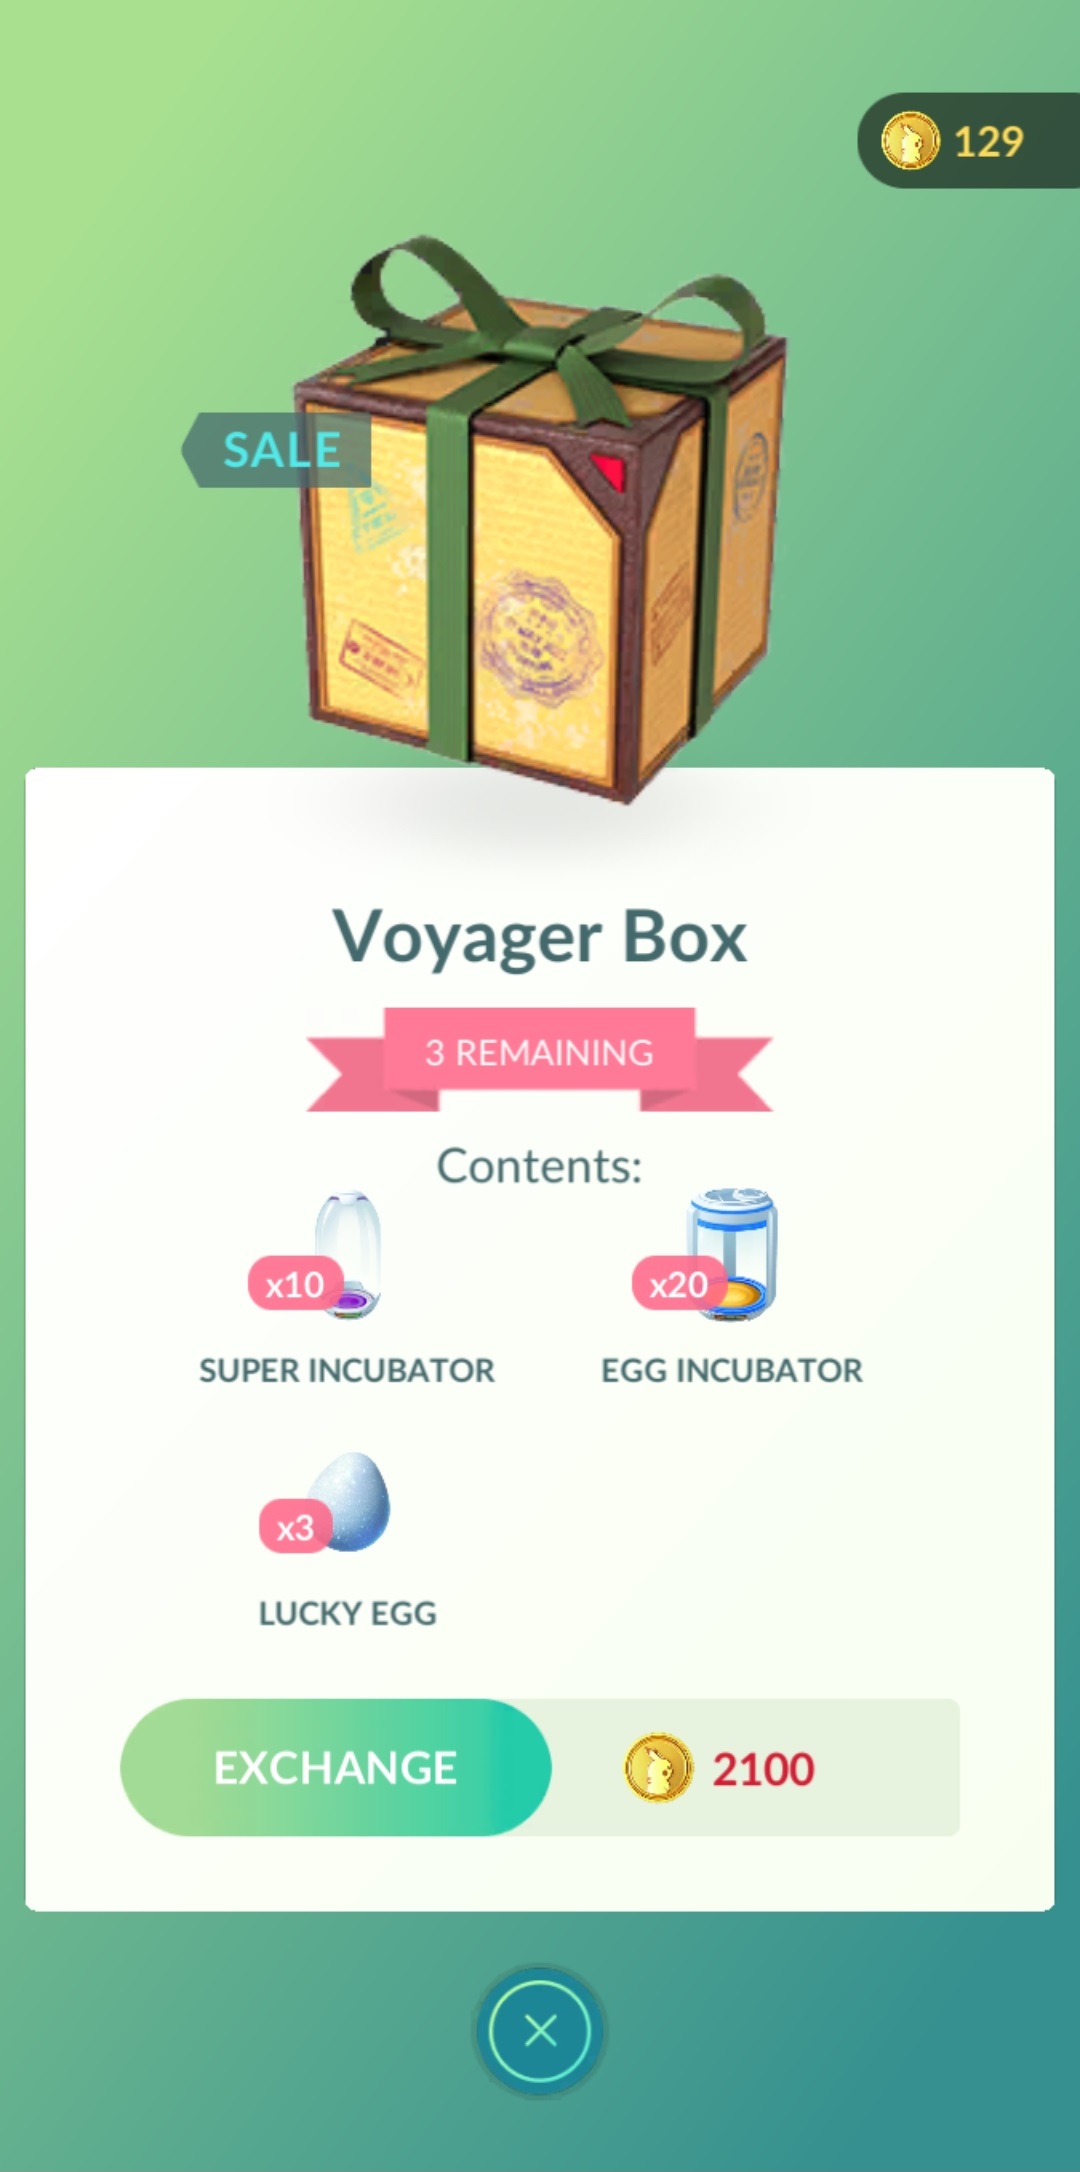 129
SALE
Voyager Box
3 REMAINING
Contents:
x10
x20
SUPER INCUBATOR
EGG INCUBATOR
x3
LUCKY EGG
EXCHANGE
2100